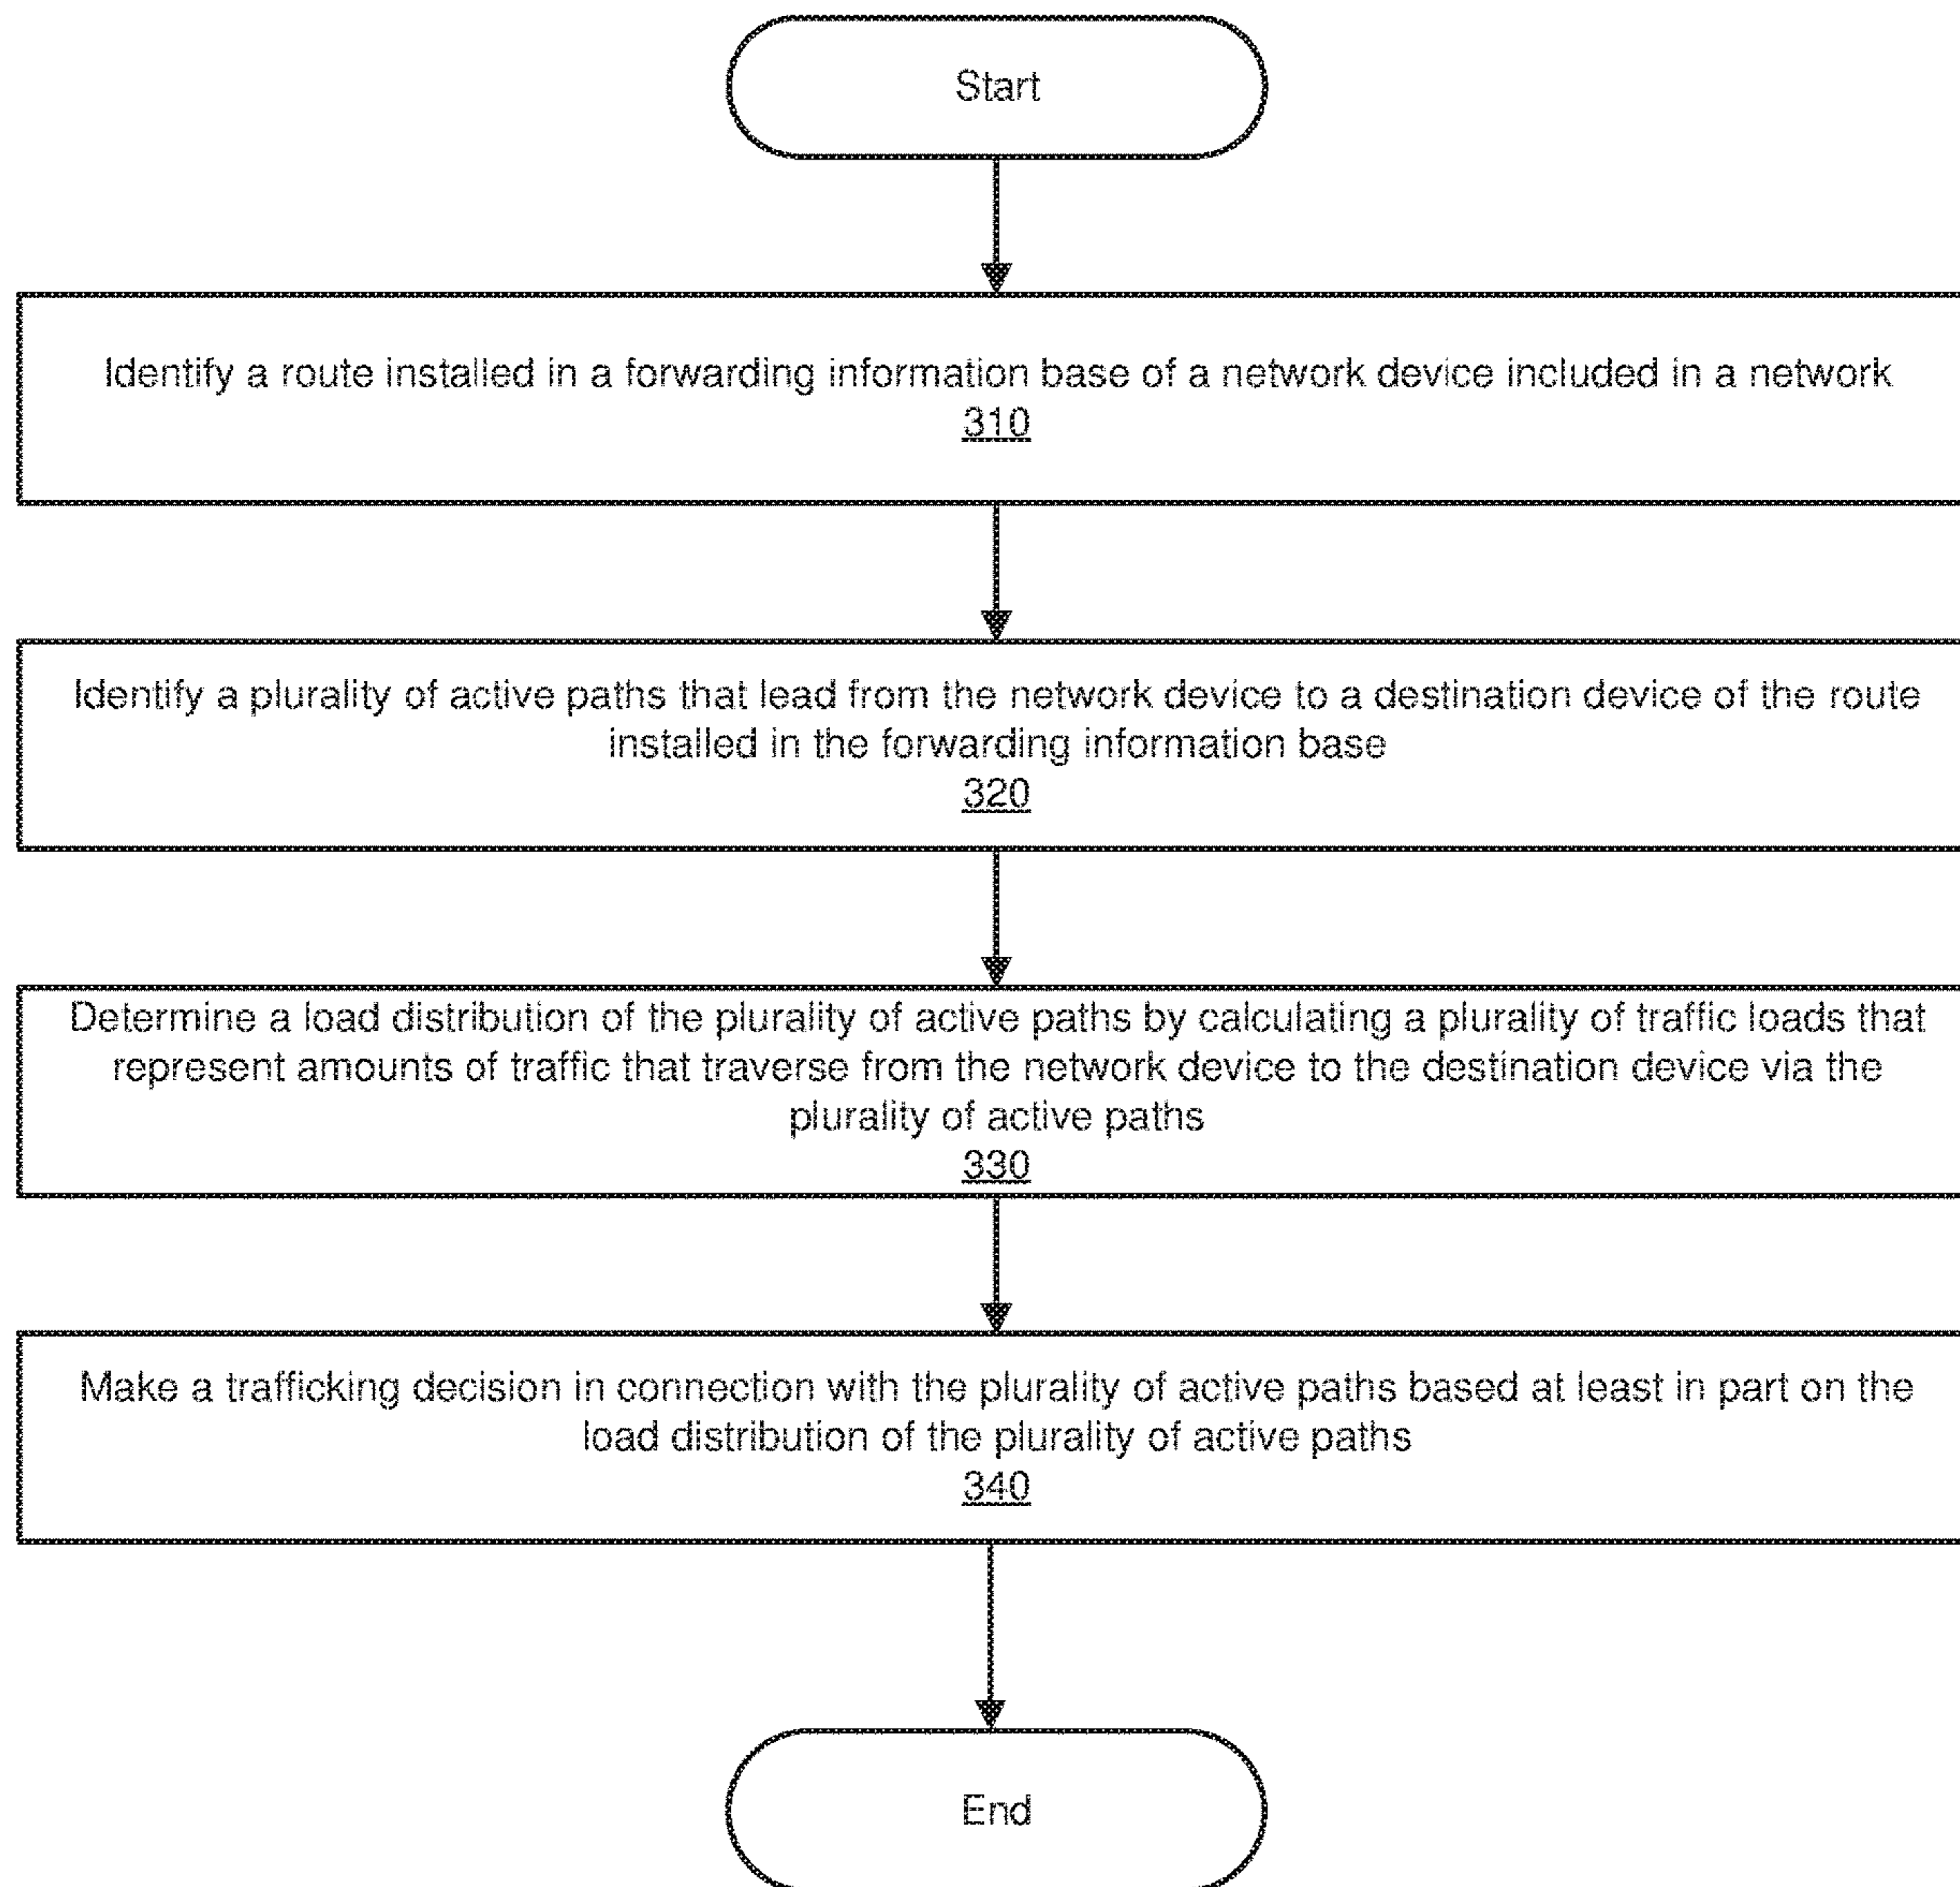 Start
Identify a route installed in a forwarding information base of a network device included in a network
310
Identify a plurality of active paths that lead from the network device to a destination device of the route
installed in the forwarding information base
320
Determine a load distribution of the plurality of active paths by calculating a plurality of traffic loads that
represent amounts of traffic that traverse from the network device to the destination device via the
plurality of active paths
330
Make a trafficking decision in connection with the plurality of active paths based at least in part on the
load distribution of the plurality of active paths
340
End